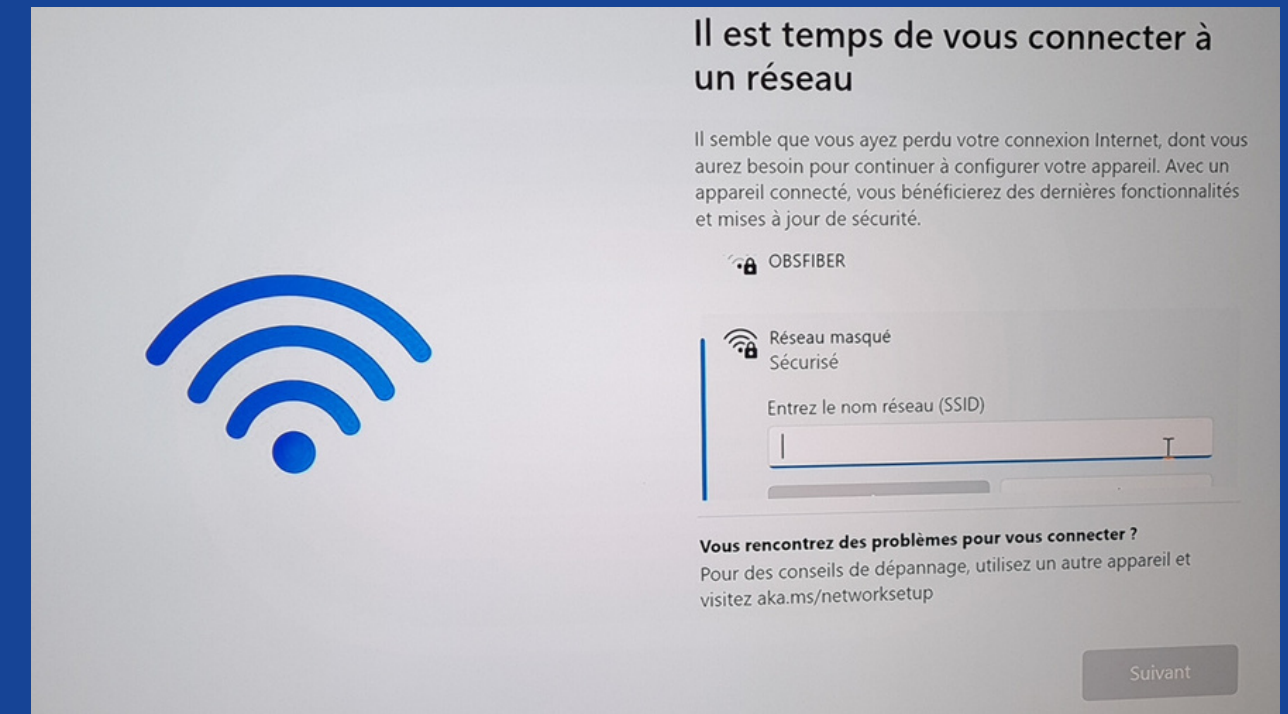 Il est temps de vous connecter à
un réseau
Il semble que vous ayez perdu votre connexion Internet, dont vous
aurez besoin pour continuer à configurer votre appareil. Avec un
appareil connecté, vous bénéficierez des dernières fonctionnalités
et mises à jour de sécurité.
OBSFIBER
Réseau masqué
Sécurisé
Entrez le nom réseau (SSID)
Vous rencontrez des problèmes pour vous connecter ?
Pour des conseils de dépannage, utilisez un autre appareil et
visitez aka.ms/networksetup
Suivant